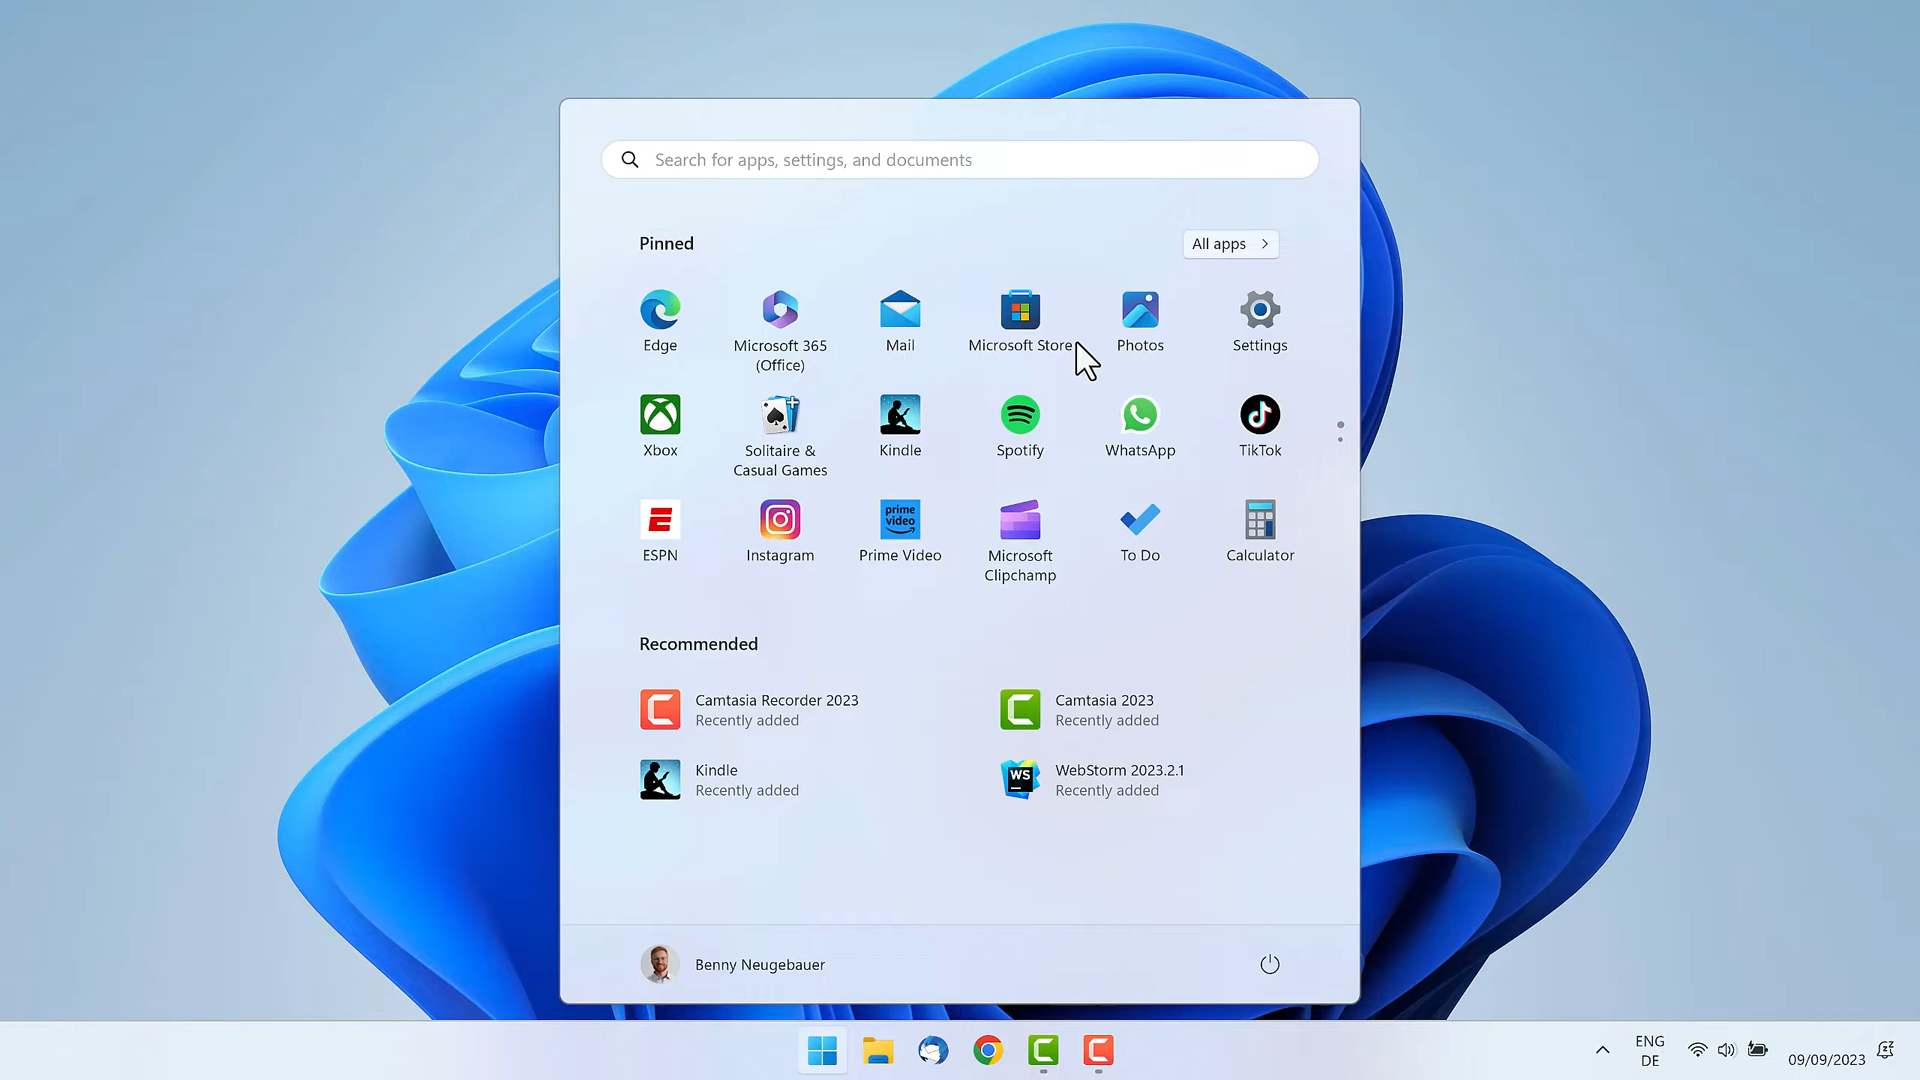 Search for apps, settings, and documents
Pinned
All apps
Edge
Microsoft 365
(Office)
Mail
Microsoft Store
Photos
Settings
Xbox
Solitaire &
Casual Games
Kindle
Spotify
WhatsApp
TikTok
E
prime
video
ESPN
Instagram
Prime Video
Microsoft
Clipchamp
To Do
Calculator
Recommended
C
Camtasia Recorder 2023
Recently added
C
Camtasia 2023
Recently added
Kindle
Recently added
WS
WebStorm 2023.2.1
Recently added
Benny Neugebauer
C
C
ENG
DE
09/09/2023